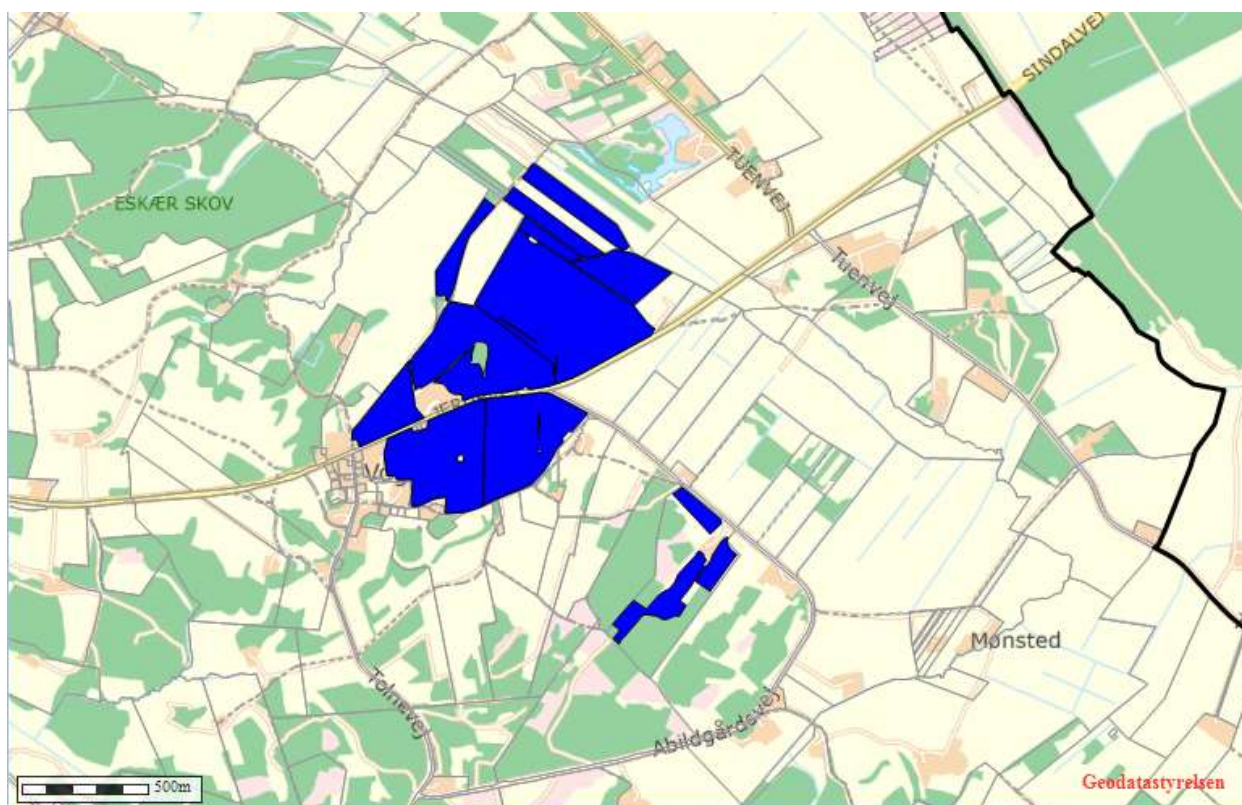 SINDALVEJ
TUENVEJ
ESKÆR SKOV
Tuenvej
Mønsted
Tolnevej
Abildgårdsvej
500m
Geodatastyrelsen